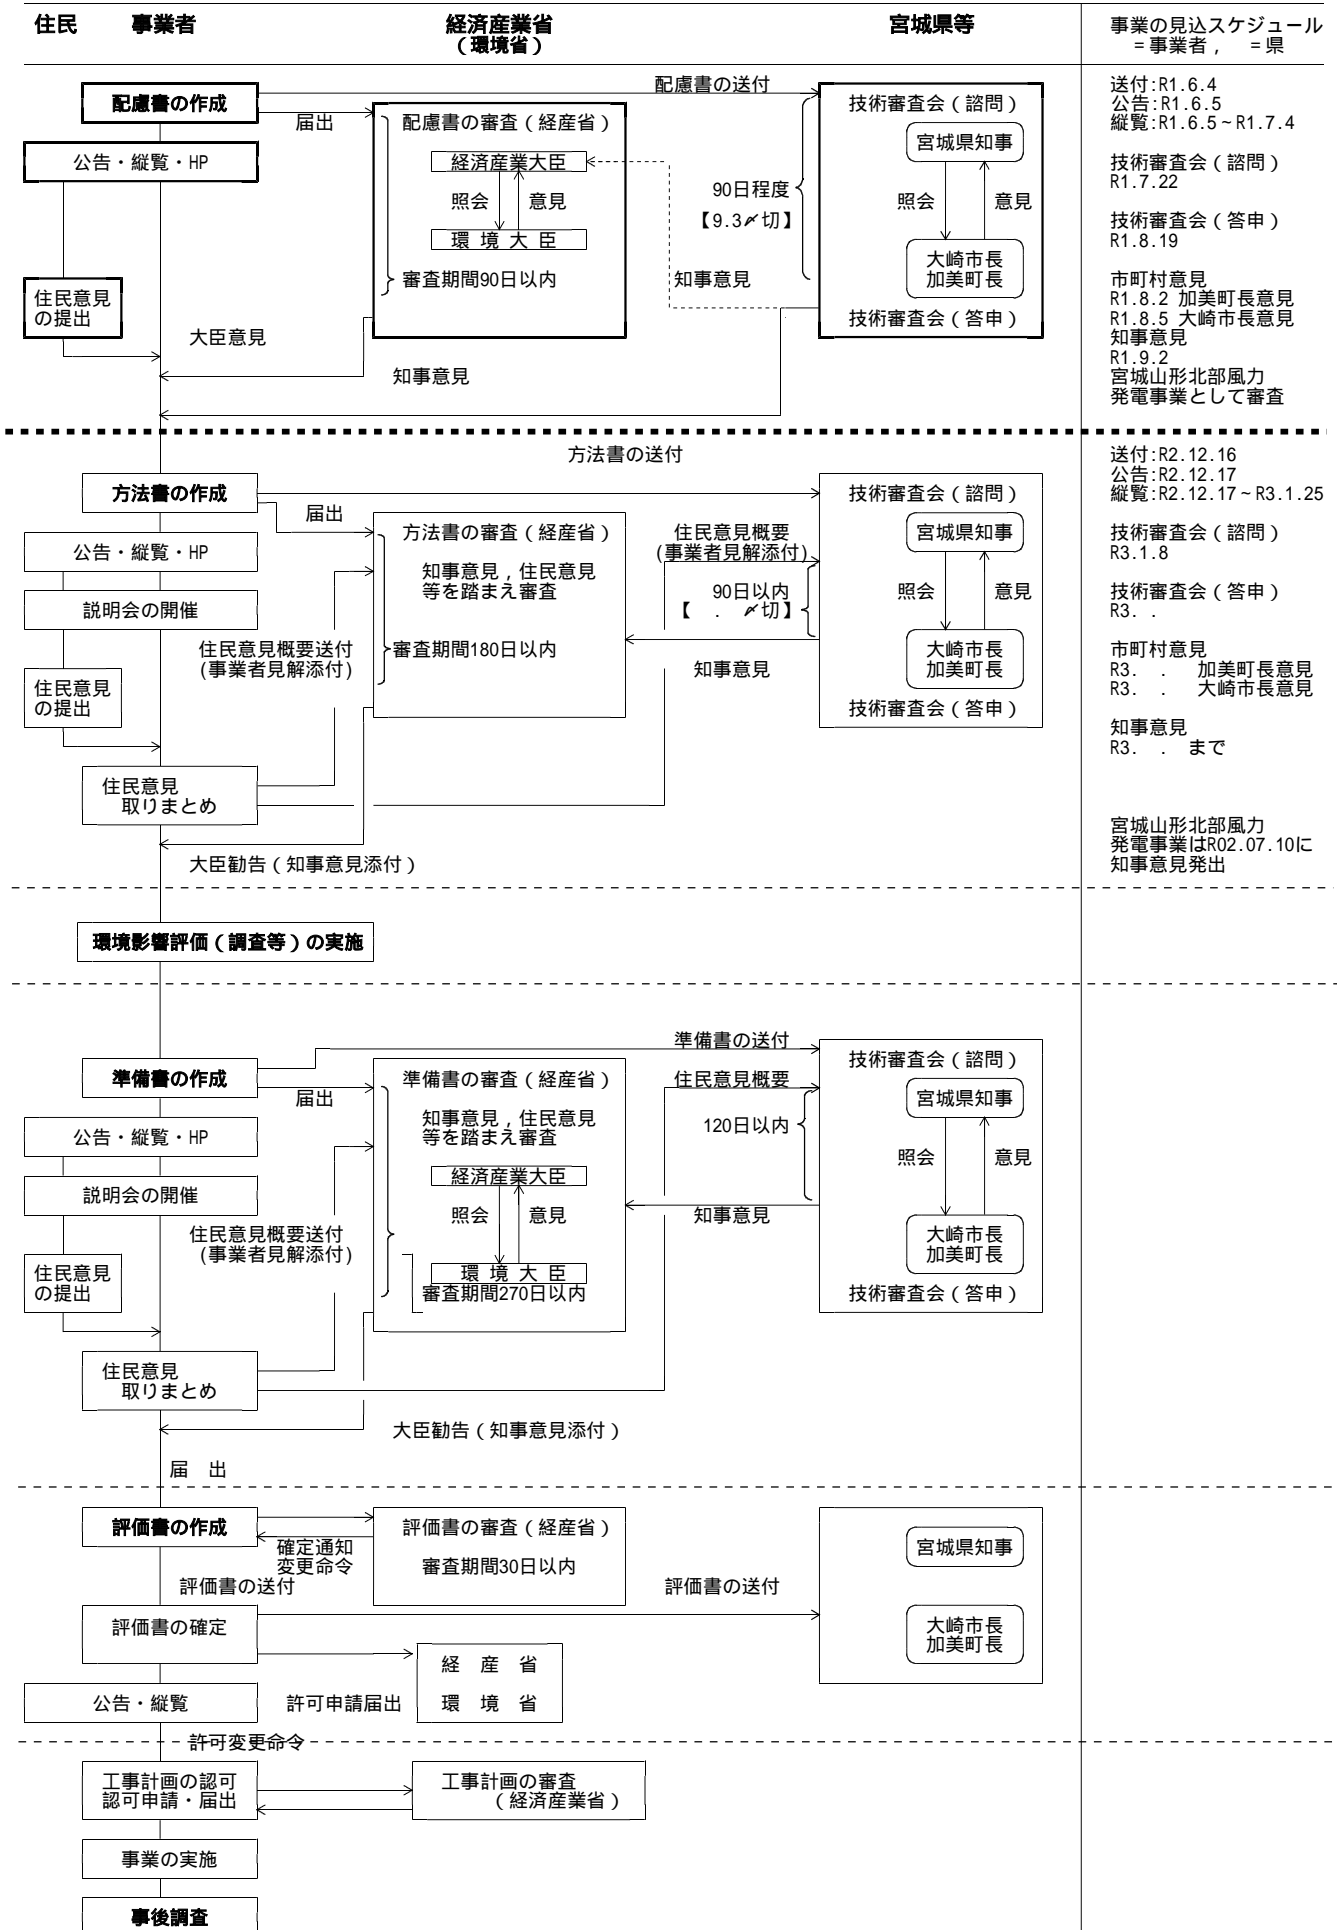 住民 事業者 経済産業省 宮城県等
（環境省）
事業の見込スケジュール
＝事業者， ＝県
配慮書の作成
配慮書の送付
届出
公告・縦覧・HP
住民意見
の提出
配慮書の審査（経産省）
経済産業大臣
照会 意見
環 境 大 臣
審査期間90日以内
大臣意見
知事意見
90日程度
【9.3〆切】
知事意見
技術審査会（諮問）
宮城県知事
照会 意見
大崎市長
加美町長
技術審査会（答申）
送付:R1.6.4
公告:R1.6.5
縦覧:R1.6.5～R1.7.4
技術審査会（諮問）
R1.7.22
技術審査会（答申）
R1.8.19
市町村意見
R1.8.2 加美町長意見
R1.8.5 大崎市長意見
知事意見
R1.9.2
宮城山形北部風力
発電事業として審査
方法書の送付
方法書の作成
届出
公告・縦覧・HP
説明会の開催
住民意見
の提出
住民意見概要送付
(事業者見解添付)
住民意見
取りまとめ
方法書の審査（経産省）
知事意見，住民意見
等を踏まえ審査
審査期間180日以内
大臣勧告（知事意見添付）
住民意見概要
(事業者見解添付)
90日以内
【 ． 〆切】
知事意見
技術審査会（諮問）
宮城県知事
照会 意見
大崎市長
加美町長
技術審査会（答申）
送付:R2.12.16
公告:R2.12.17
縦覧:R2.12.17～R3.1.25
技術審査会（諮問）
R3.1.8
技術審査会（答申）
R3. .
市町村意見
R3. . 加美町長意見
R3. . 大崎市長意見
知事意見
R3. . まで
宮城山形北部風力
発電事業はR02.07.10に
知事意見発出
環境影響評価（調査等）の実施
準備書の送付
準備書の作成
届出
公告・縦覧・HP
説明会の開催
住民意見
の提出
住民意見概要送付
(事業者見解添付)
住民意見
取りまとめ
準備書の審査（経産省）
知事意見，住民意見
等を踏まえ審査
経済産業大臣
照会 意見
環 境 大 臣
審査期間270日以内
大臣勧告（知事意見添付）
住民意見概要
120日以内
知事意見
技術審査会（諮問）
宮城県知事
照会 意見
大崎市長
加美町長
技術審査会（答申）
届 出
評価書の作成
確定通知
変更命令
評価書の審査（経産省）
審査期間30日以内
宮城県知事
評価書の送付 評価書の送付
評価書の確定
大崎市長
加美町長
経 産 省
環 境 省
公告・縦覧
許可申請届出
許可変更命令
工事計画の認可
認可申請・届出
工事計画の審査
（経済産業省）
事業の実施
事後調査